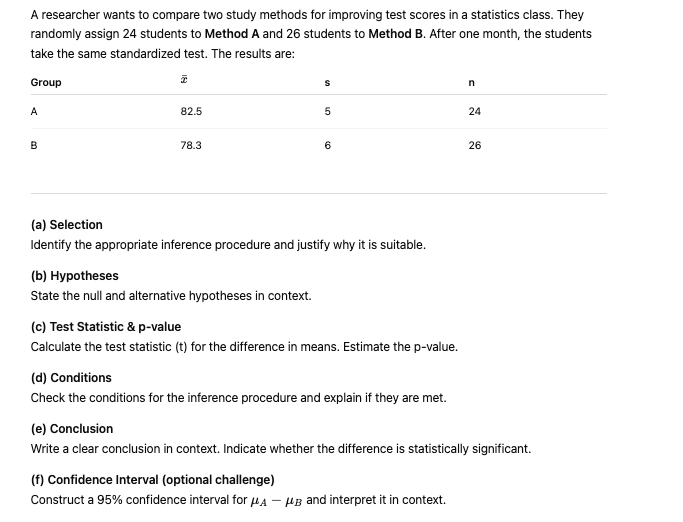 A researcher wants to compare two study methods for improving test scores in a statistics class. They
randomly assign 24 students to Method A and 26 students to Method B. After one month, the students
take the same standardized test. The results are:
Group x̄ s n
A 82.5 5 24
B 78.3 6 26
(a) Selection
Identify the appropriate inference procedure and justify why it is suitable.
(b) Hypotheses
State the null and alternative hypotheses in context.
(c) Test Statistic & p-value
Calculate the test statistic (t) for the difference in means. Estimate the p-value.
(d) Conditions
Check the conditions for the inference procedure and explain if they are met.
(e) Conclusion
Write a clear conclusion in context. Indicate whether the difference is statistically significant.
(f) Confidence Interval (optional challenge)
Construct a 95% confidence interval for μA − μB and interpret it in context.